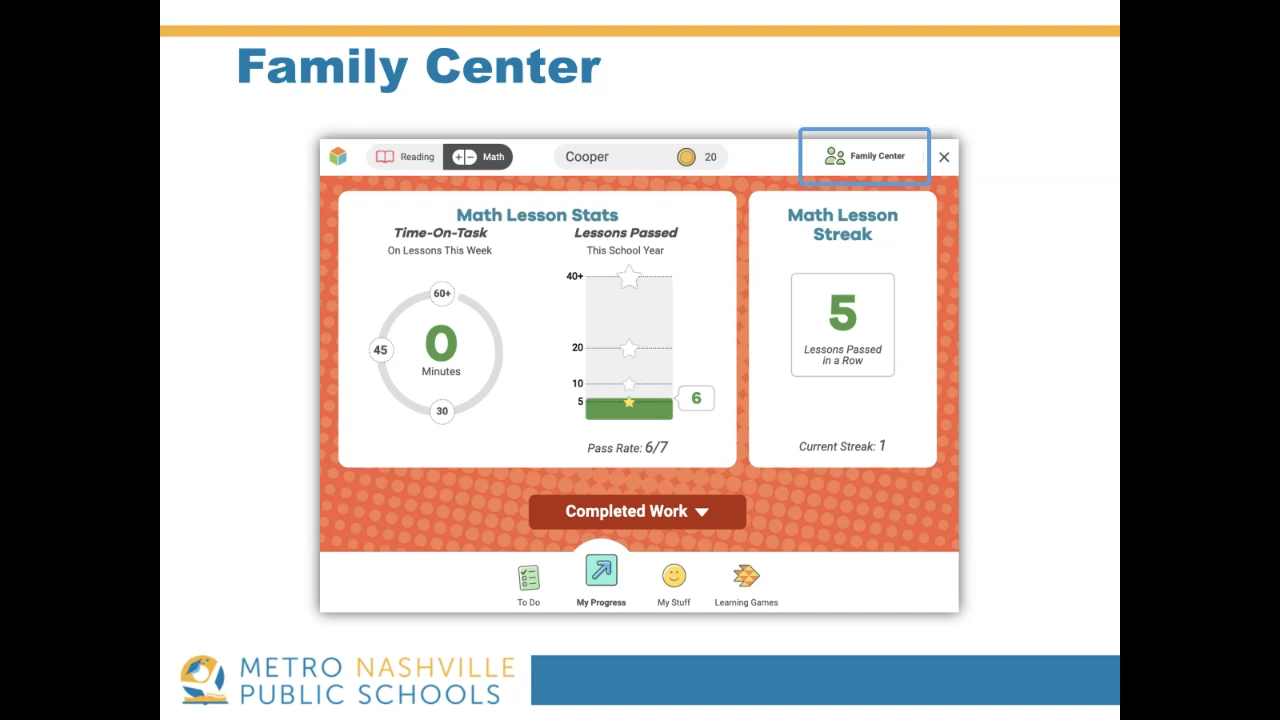 Family Center
Reading
Math
Cooper
20
Family Center
Math Lesson Stats
Time-On-Task
On Lessons This Week
60+
45
0
Minutes
30
Lessons Passed
This School Year
40+
20
10
5
6
Pass Rate: 6/7
Math Lesson
Streak
5
Lessons Passed
in a Row
Current Streak: 1
Completed Work
To Do
My Progress
My Stuff
Learning Games
METRO NASHVILLE
PUBLIC SCHOOLS